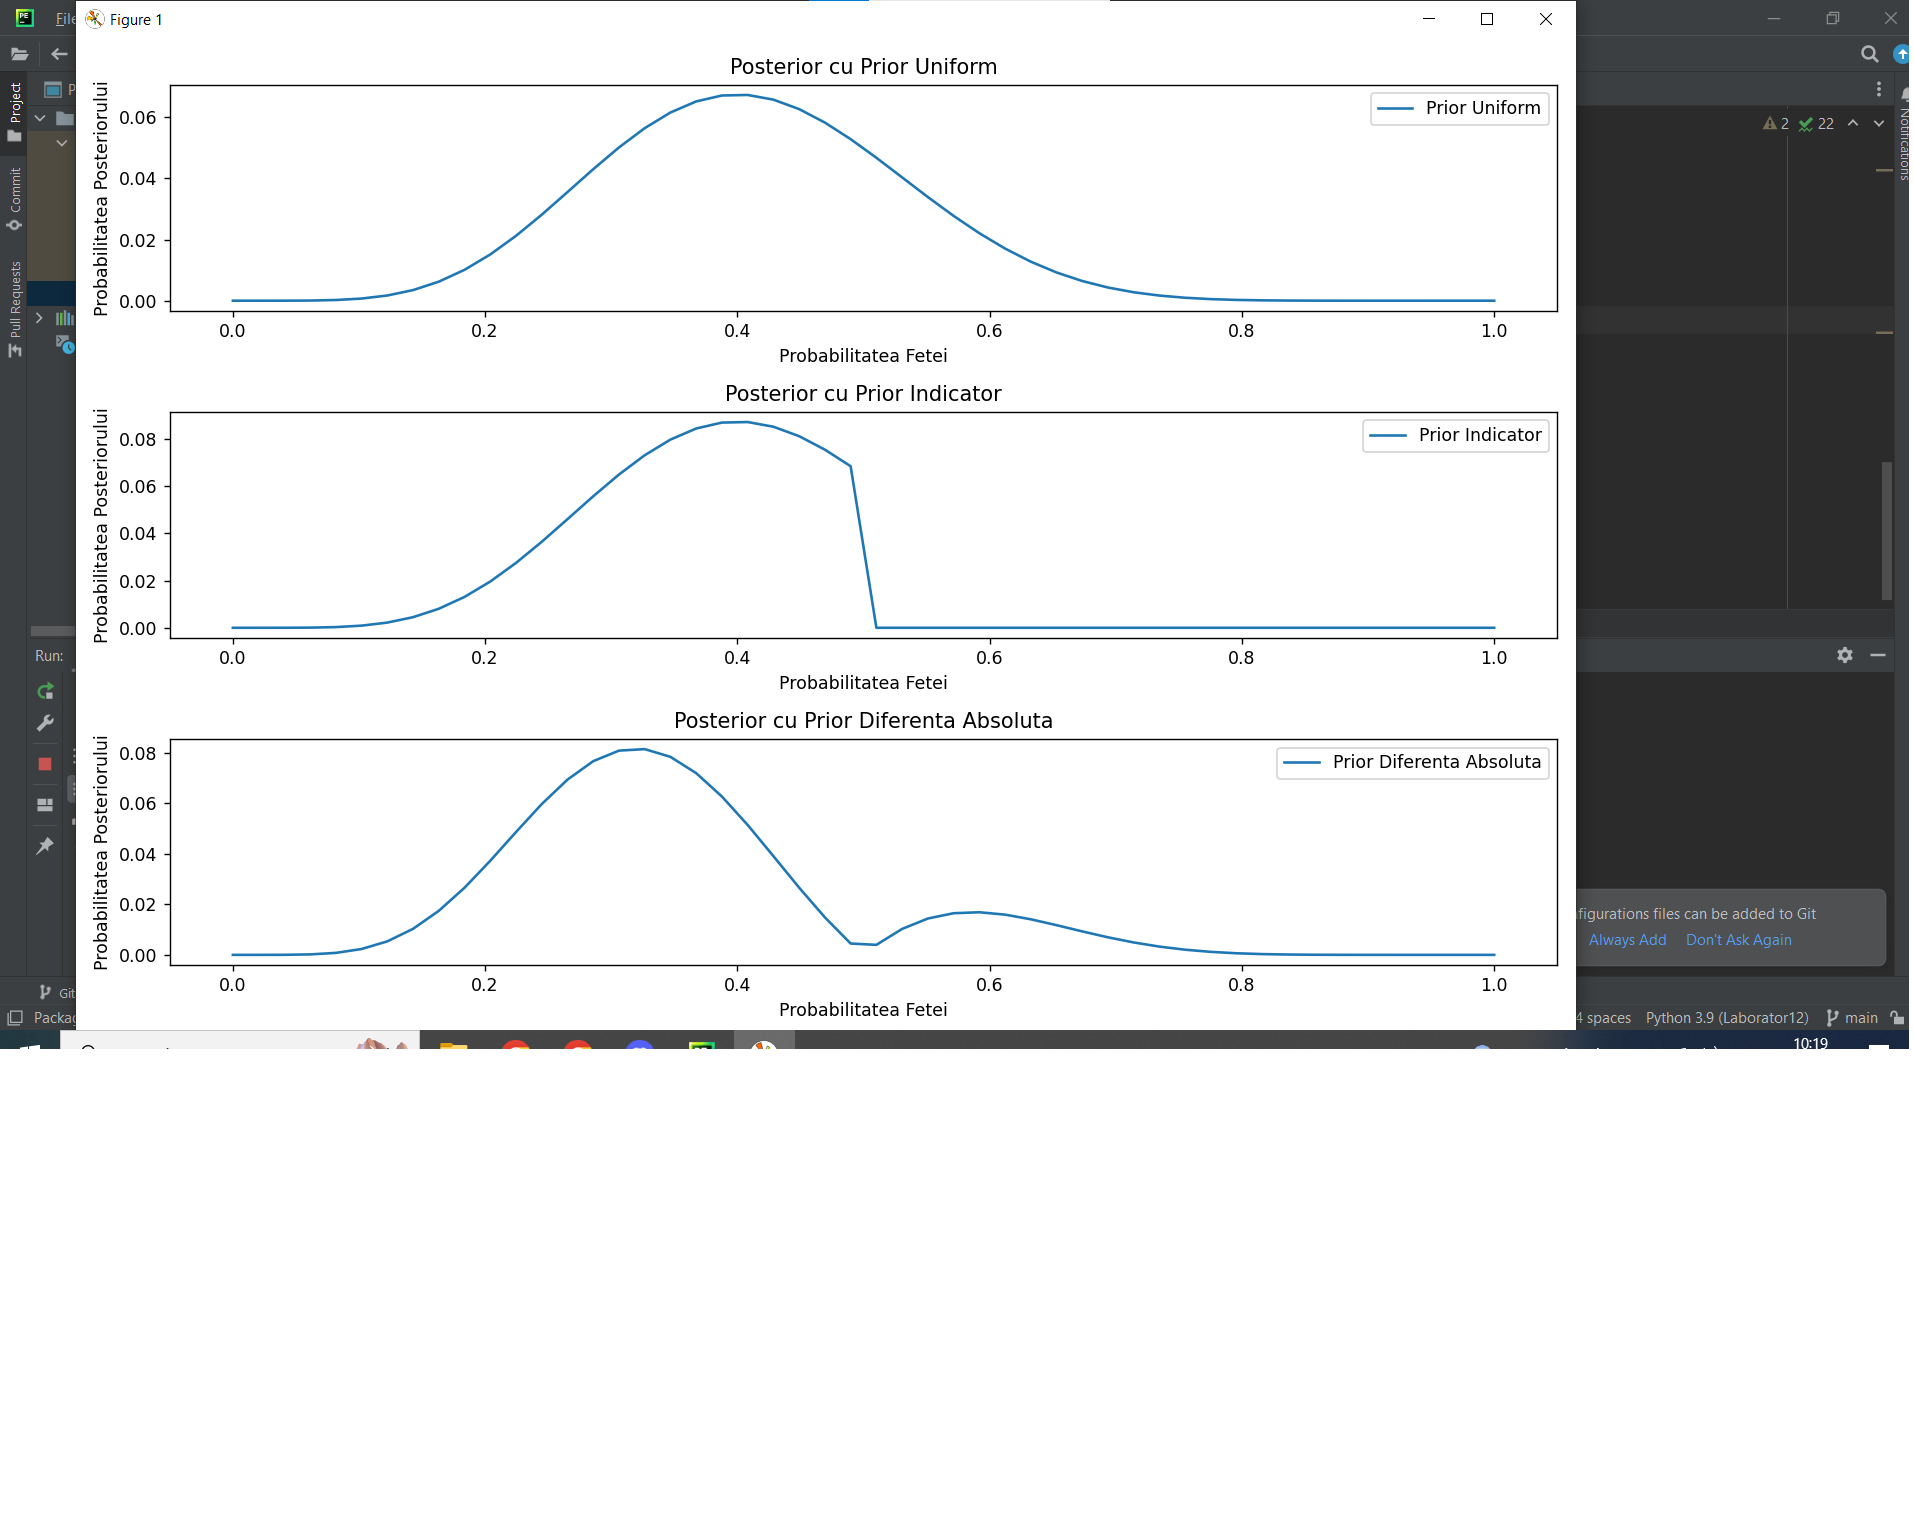 File
Figure 1
Project
P
Commit
Pull Requests
Notifications
2
22
Posterior cu Prior Uniform
Probabilitatea Posteriorului
0.06
0.04
0.02
0.00
Prior Uniform
0.0 0.2 0.4 0.6 0.8 1.0
Probabilitatea Fetei
Posterior cu Prior Indicator
Probabilitatea Posteriorului
0.08
0.06
0.04
0.02
0.00
Prior Indicator
0.0 0.2 0.4 0.6 0.8 1.0
Probabilitatea Fetei
Posterior cu Prior Diferenta Absoluta
Probabilitatea Posteriorului
0.08
0.06
0.04
0.02
0.00
Prior Diferenta Absoluta
0.0 0.2 0.4 0.6 0.8 1.0
Probabilitatea Fetei
Run:
figurations files can be added to Git
Always Add Don't Ask Again
Git
Packag
4 spaces Python 3.9 (Laborator12) main
10:19